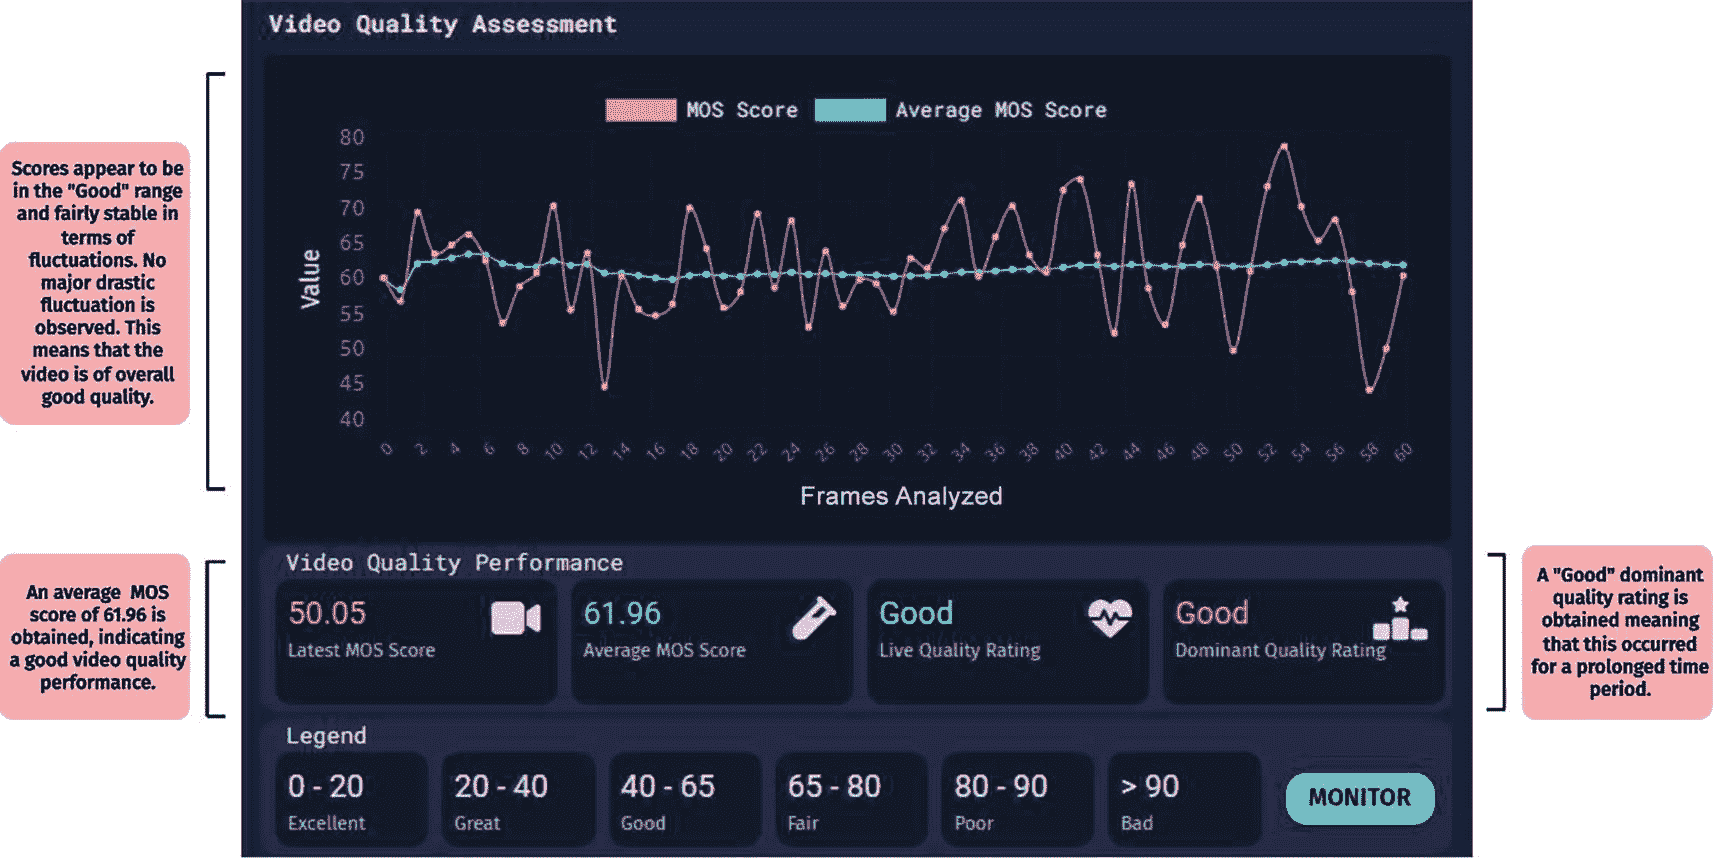 Video Quality Assessment
MOS Score
Average MOS Score
80
75
70
65
60
55
50
45
40
Value
0
2
4
6
8
10
12
14
16
18
20
22
24
26
28
30
32
34
36
38
40
42
44
46
48
50
52
54
56
58
60
Frames Analyzed
Scores appear to be
in the "Good" range
and fairly stable in
terms of
fluctuations. No
major drastic
fluctuation is
observed. This
means that the
video is of overall
good quality.
Video Quality Performance
50.05
Latest MOS Score
61.96
Average MOS Score
Good
Live Quality Rating
Good
Dominant Quality Rating
An average MOS
score of 61.96 is
obtained, indicating
a good video quality
performance.
A "Good" dominant
quality rating is
obtained meaning
that this occurred
for a prolonged time
period.
Legend
0 - 20
Excellent
20 - 40
Great
40 - 65
Good
65 - 80
Fair
80 - 90
Poor
> 90
Bad
MONITOR